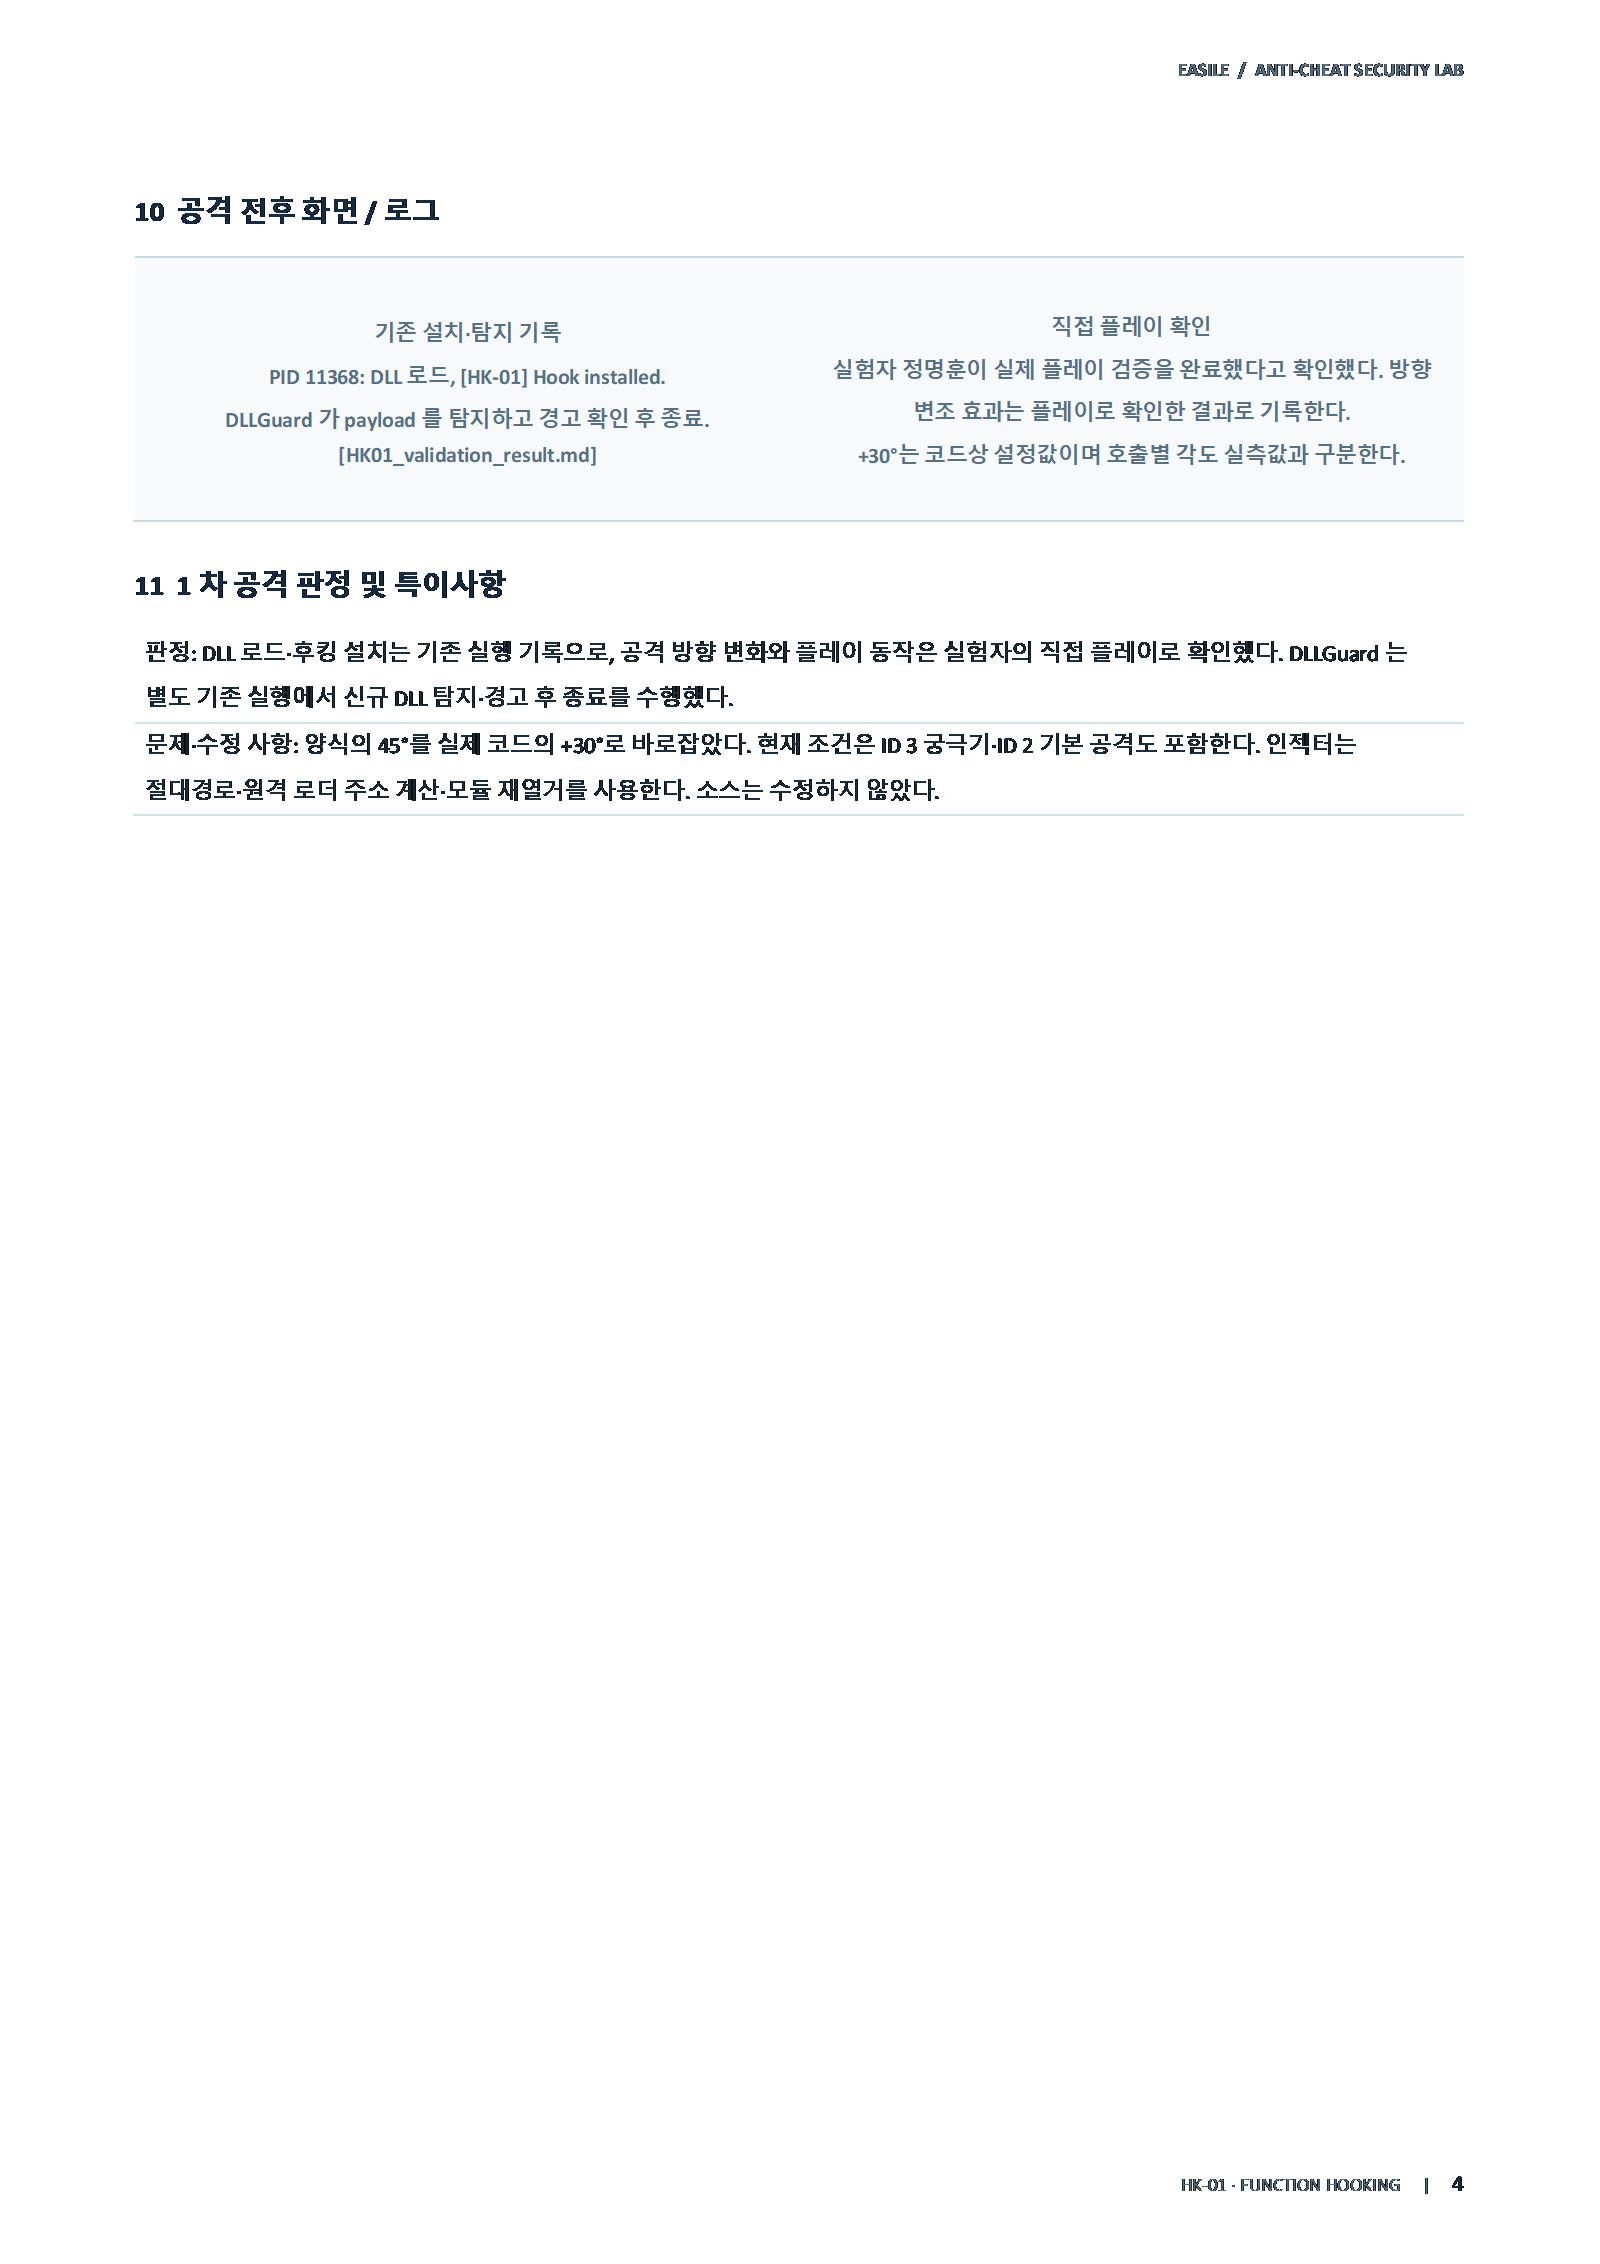 EASILE / ANTI-CHEAT SECURITY LAB
10 공격 전후 화면 / 로그
기존 설치·탐지 기록
PID 11368: DLL 로드, [HK-01] Hook installed.
DLLGuard 가 payload 를 탐지하고 경고 확인 후 종료.
[HK01_validation_result.md]
직접 플레이 확인
실험자 정명훈이 실제 플레이 검증을 완료했다고 확인했다. 방향
변조 효과는 플레이로 확인한 결과로 기록한다.
+30°는 코드상 설정값이며 호출별 각도 실측값과 구분한다.
11 1 차 공격 판정 및 특이사항
판정: DLL 로드·후킹 설치는 기존 실행 기록으로, 공격 방향 변화와 플레이 동작은 실험자의 직접 플레이로 확인했다. DLLGuard 는
별도 기존 실행에서 신규 DLL 탐지·경고 후 종료를 수행했다.
문제·수정 사항: 양식의 45°를 실제 코드의 +30°로 바로잡았다. 현재 조건은 ID 3 궁극기·ID 2 기본 공격도 포함한다. 인젝터는
절대경로·원격 로더 주소 계산·모듈 재열거를 사용한다. 소스는 수정하지 않았다.
HK-01 · FUNCTION HOOKING | 4